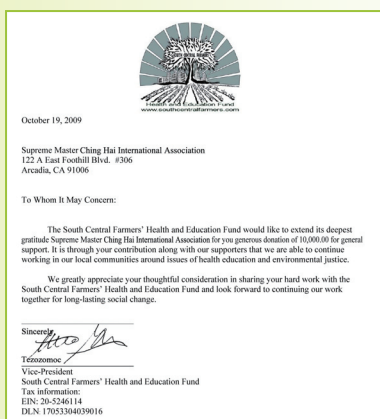 SOUTH CENTRAL FARMERS'
Health and Education Fund
www.southcentralfarmers.com
October 19, 2009
Supreme Master Ching Hai International Association
122 A East Foothill Blvd. #306
Arcadia, CA 91006
To Whom It May Concern:
The South Central Farmers' Health and Education Fund would like to extend its deepest
gratitude Supreme Master Ching Hai International Association for you generous donation of 10,000.00 for general
support. It is through your contribution along with our supporters that we are able to continue
working in our local communities around issues of health education and environmental justice.
We greatly appreciate your thoughtful consideration in sharing your hard work with the
South Central Farmers' Health and Education Fund and look forward to continuing our work
together for long-lasting social change.
Sincerely,
Tezozomoc
Vice-President
South Central Farmers' Health and Education Fund
Tax information:
EIN: 20-5246114
DLN 17053304039016